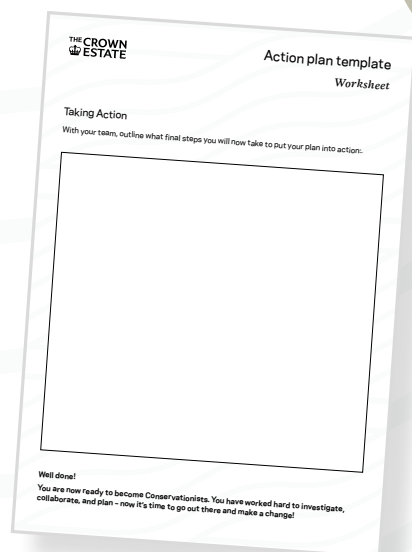 THE CROWN
ESTATE
Action plan template
Worksheet
Taking Action
With your team, outline what final steps you will now take to put your plan into action:.
Well done!
You are now ready to become Conservationists. You have worked hard to investigate,
collaborate, and plan – now it's time to go out there and make a change!